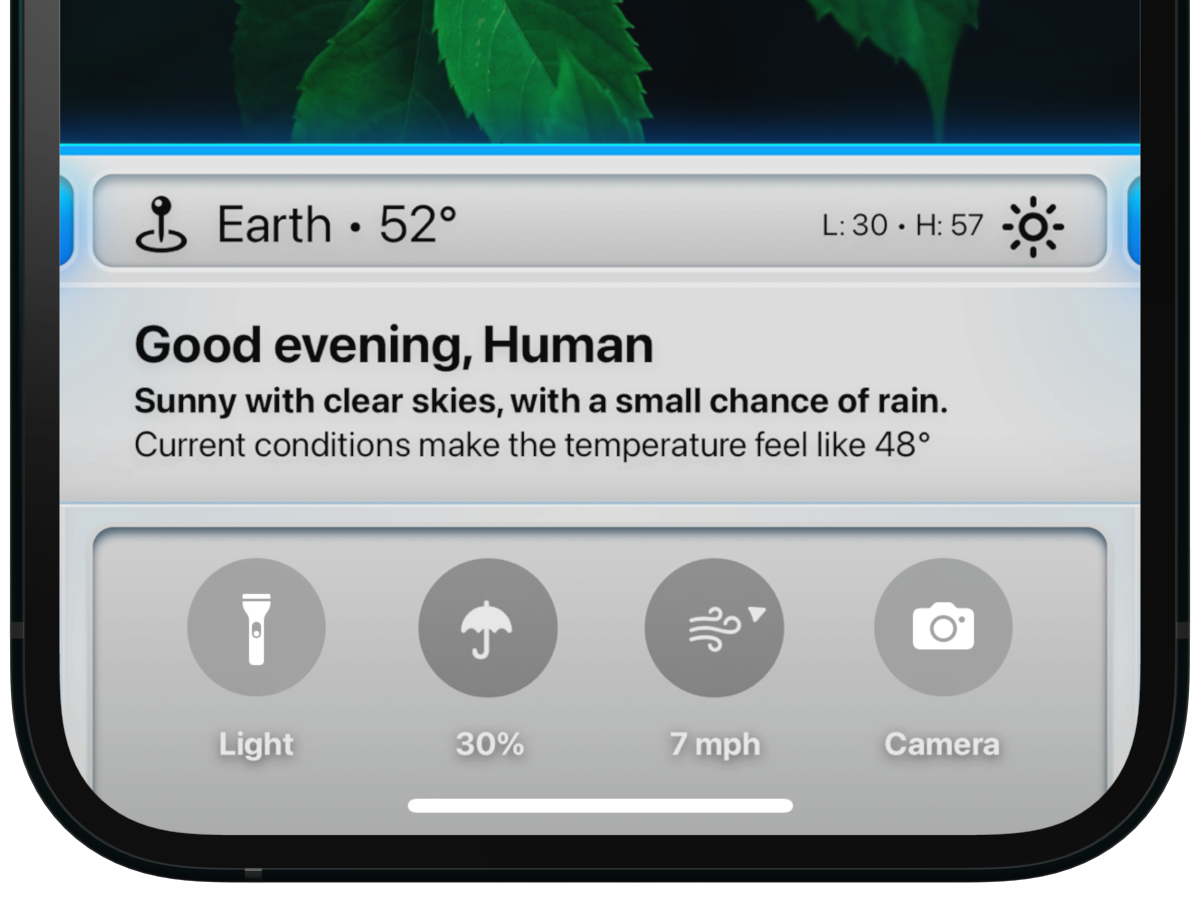 Earth • 52° L: 30 • H: 57
Good evening, Human
Sunny with clear skies, with a small chance of rain.
Current conditions make the temperature feel like 48°
Light 30% 7 mph Camera